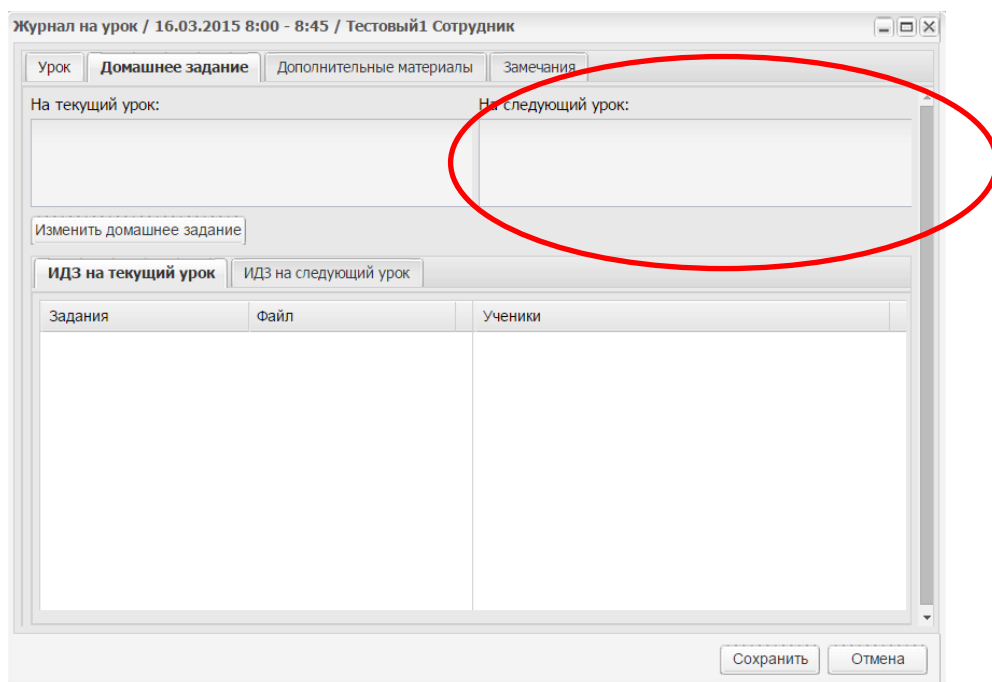 Журнал на урок / 16.03.2015 8:00 - 8:45 / Тестовый1 Сотрудник
Урок Домашнее задание Дополнительные материалы Замечания
На текущий урок: На следующий урок:
Изменить домашнее задание
ИДЗ на текущий урок ИДЗ на следующий урок
Задания Файл Ученики
Сохранить Отмена